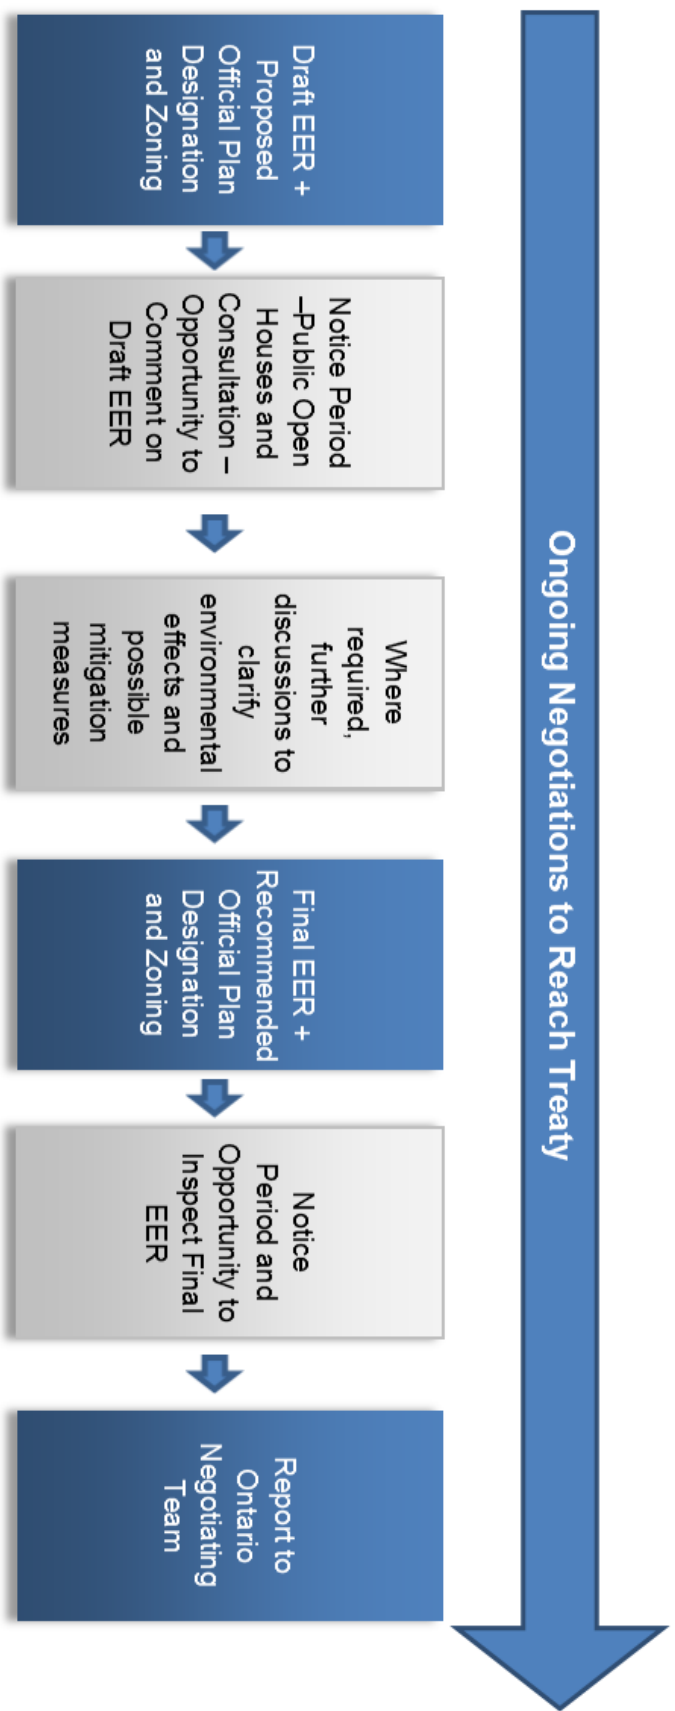 Ongoing Negotiations to Reach Treaty
Draft EER +
Proposed
Official Plan
Designation
and Zoning
Notice Period
–Public Open
Houses and
Consultation –
Opportunity to
Comment on
Draft EER
Where
required,
further
discussions to
clarify
environmental
effects and
possible
mitigation
measures
Final EER +
Recommended
Official Plan
Designation
and Zoning
Notice
Period and
Opportunity to
Inspect Final
EER
Report to
Ontario
Negotiating
Team